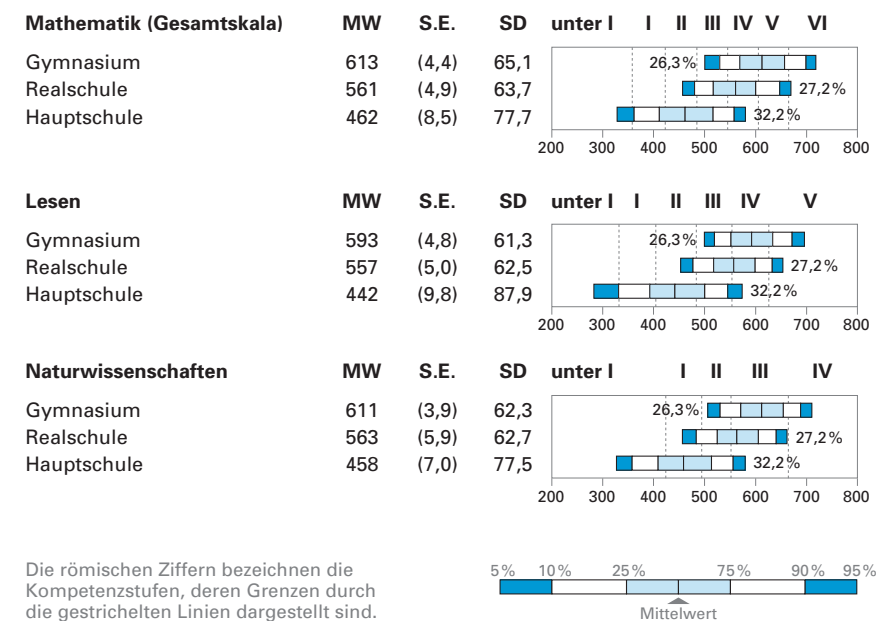 Mathematik (Gesamtskala) MW S.E. SD unter I I II III IV V VI
Gymnasium 613 (4,4) 65,1 26,3%
Realschule 561 (4,9) 63,7 27,2%
Hauptschule 462 (8,5) 77,7 32,2%
200 300 400 500 600 700 800
Lesen MW S.E. SD unter I I II III IV V
Gymnasium 593 (4,8) 61,3 26,3%
Realschule 557 (5,0) 62,5 27,2%
Hauptschule 442 (9,8) 87,9 32,2%
200 300 400 500 600 700 800
Naturwissenschaften MW S.E. SD unter I I II III IV
Gymnasium 611 (3,9) 62,3 26,3%
Realschule 563 (5,9) 62,7 27,2%
Hauptschule 458 (7,0) 77,5 32,2%
200 300 400 500 600 700 800
Die römischen Ziffern bezeichnen die
Kompetenzstufen, deren Grenzen durch
die gestrichelten Linien dargestellt sind.
5% 10% 25% 75% 90% 95%
Mittelwert